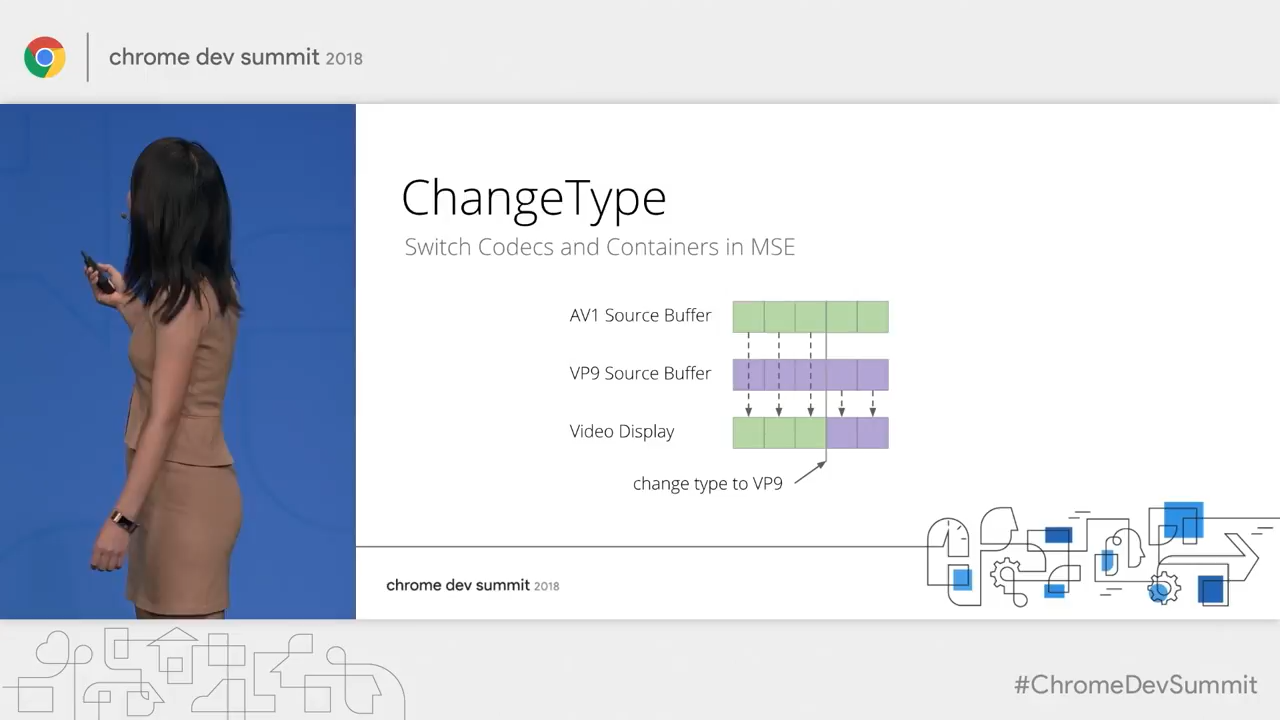 chrome dev summit 2018
ChangeType
Switch Codecs and Containers in MSE
AV1 Source Buffer
VP9 Source Buffer
Video Display
change type to VP9
chrome dev summit 2018
#ChromeDevSummit